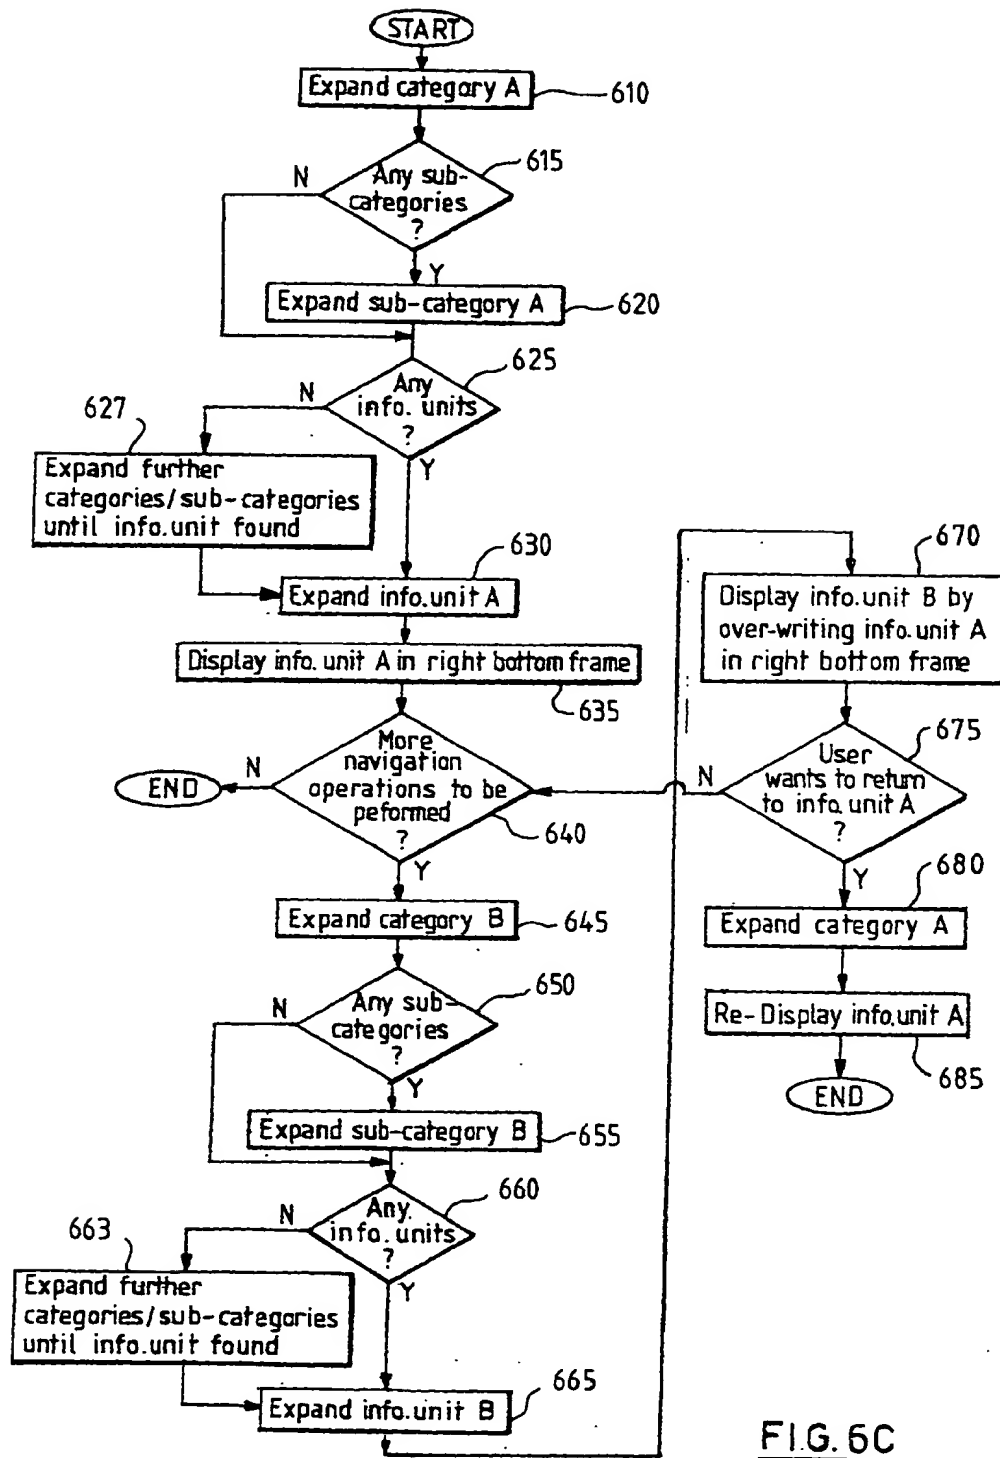 START
Expand category A
610
Any sub-
categories
?
615
N
Y
Expand sub-category A
620
Any
info. units
?
625
N
Y
627
Expand further
categories/sub-categories
until info.unit found
630
Expand info.unit A
Display info. unit A in right bottom frame
635
More
navigation
operations to be
peformed
?
640
N
END
Y
Expand category B
645
Any sub-
categories
?
650
N
Y
Expand sub-category B
655
Any
info. units
?
660
N
Y
663
Expand further
categories/sub-categories
until info.unit found
665
Expand info.unit B
670
Display info.unit B by
over-writing info.unit A
in right bottom frame
675
User
wants to return
to info.unit A
?
N
Y
680
Expand category A
Re-Display info.unit A
685
END
FIG. 6C